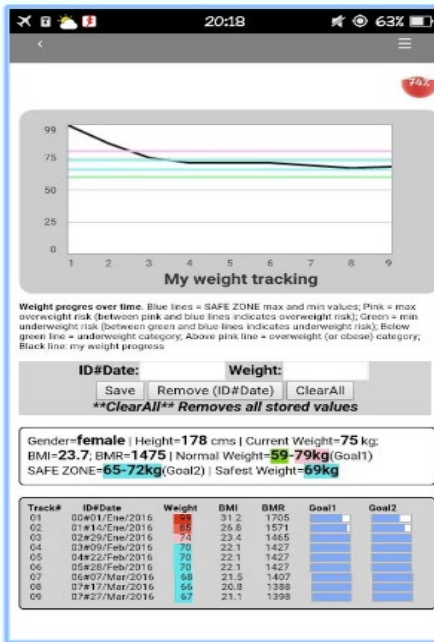 20:18
63%
74%
99
75
50
25
0
1 2 3 4 5 6 7 8 9
My weight tracking
Weight progres over time. Blue lines = SAFE ZONE max and min values; Pink = max
overweight risk (between pink and blue lines indicates overweight risk); Green = min
underweight risk (between green and blue lines indicates underweight risk); Below
green line = underweight category; Above pink line = overweight (or obese) category;
Black line: my weight progress
ID#Date: Weight:
Save Remove (ID#Date) ClearAll
**ClearAll** Removes all stored values
Gender=female | Height=178 cms | Current Weight=75 kg;
BMI=23.7; BMR=1475 | Normal Weight=59-79kg(Goal1)
SAFE ZONE=65-72kg(Goal2) | Safest Weight=69kg
Track# ID#Date Weight BMI BMR Goal1 Goal2
01 00#01/Ene/2016 99 31.2 1705
02 01#14/Ene/2016 85 26.8 1571
03 02#29/Ene/2016 74 23.4 1465
04 03#09/Feb/2016 70 22.1 1427
05 04#22/Feb/2016 70 22.1 1427
06 05#28/Feb/2016 70 22.1 1427
07 06#07/Mar/2016 68 21.5 1407
08 07#17/Mar/2016 66 20.8 1388
09 07#27/Mar/2016 67 21.1 1398